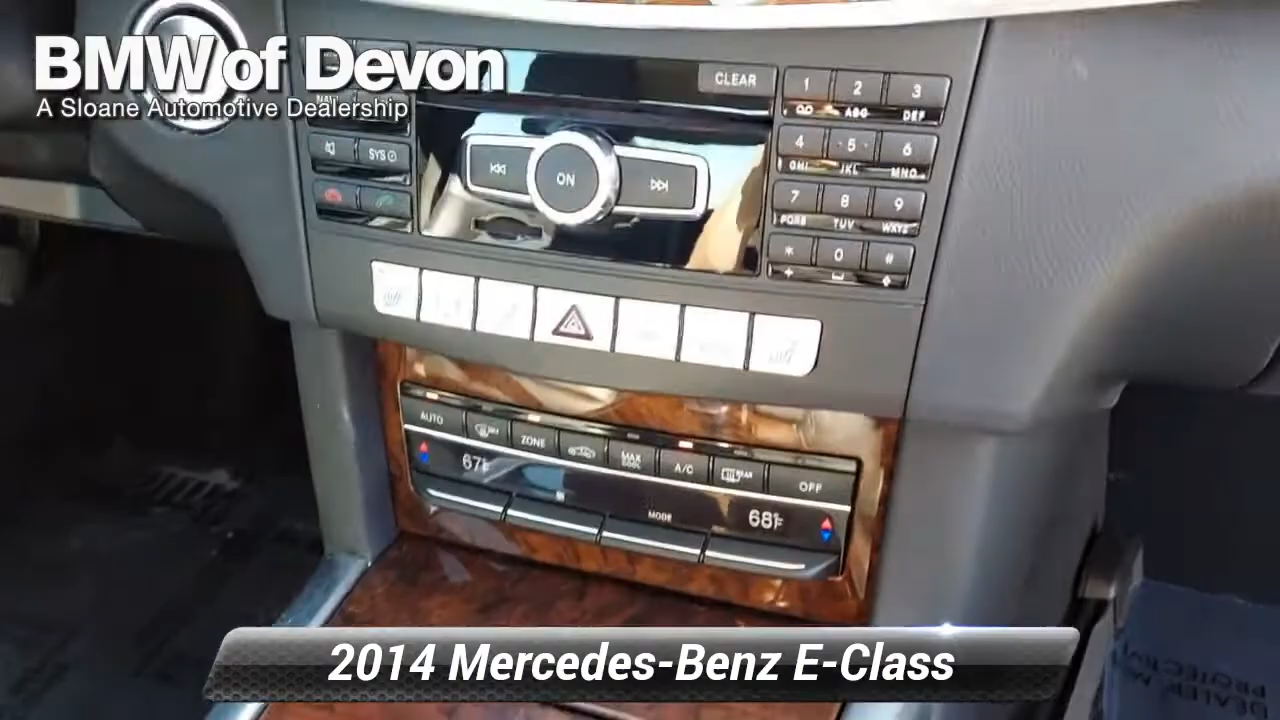 BMW of Devon
A Sloane Automotive Dealership
CLEAR
1 2 3
ABC DEF
4 5 6
GHI JKL MNO
7 8 9
PQRS TUV WXYZ
* 0 #
+
SYS
ON
AUTO ZONE MAX COOL A/C REAR OFF
67°F
MODE
68°F
2014 Mercedes-Benz E-Class